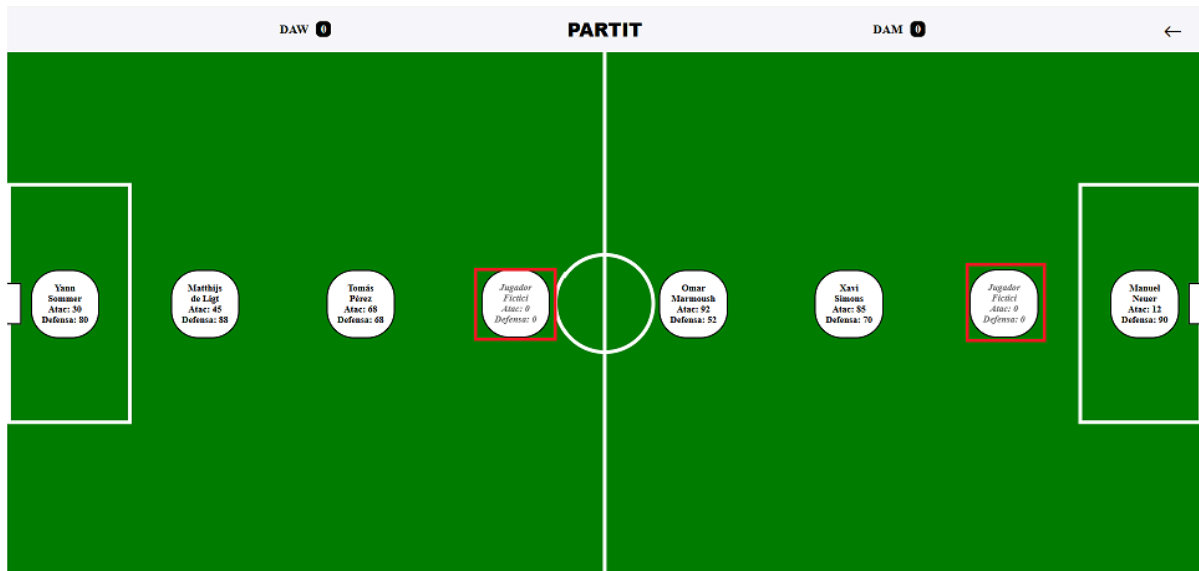 DAW 0
PARTIT
DAM 0
←
Yann
Sommer
Atac: 30
Defensa: 80
Matthijs
de Ligt
Atac: 45
Defensa: 88
Tomás
Pérez
Atac: 68
Defensa: 68
Jugador
Fictici
Atac: 0
Defensa: 0
Omar
Marmoush
Atac: 92
Defensa: 52
Xavi
Simons
Atac: 85
Defensa: 70
Jugador
Fictici
Atac: 0
Defensa: 0
Manuel
Neuer
Atac: 12
Defensa: 90